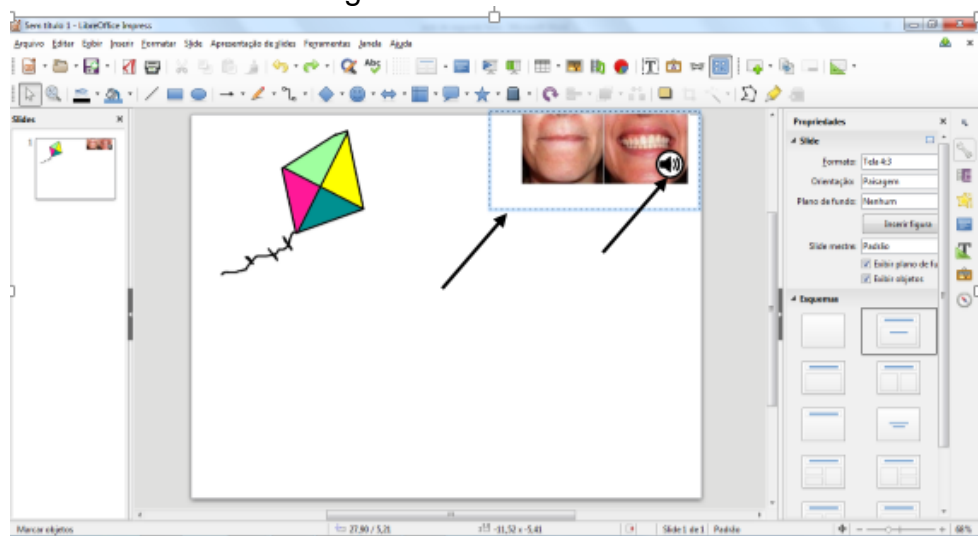 Sem título 1 - LibreOffice Impress
Arquivo Editar Exibir Inserir Formatar Slide Apresentação de slides Ferramentas Janela Ajuda
Abc
T
Slides
1
Propriedades
Slide
Formato: Tela 4:3
Orientação: Paisagem
Plano de fundo: Nenhum
Inserir figura
Slide mestre: Padrão
Exibir plano de fu
Exibir objetos
Esquemas
Marcar objetos
27,90 / 5,21
-11,52 x -5,41
Slide 1 de 1
Padrão
68%